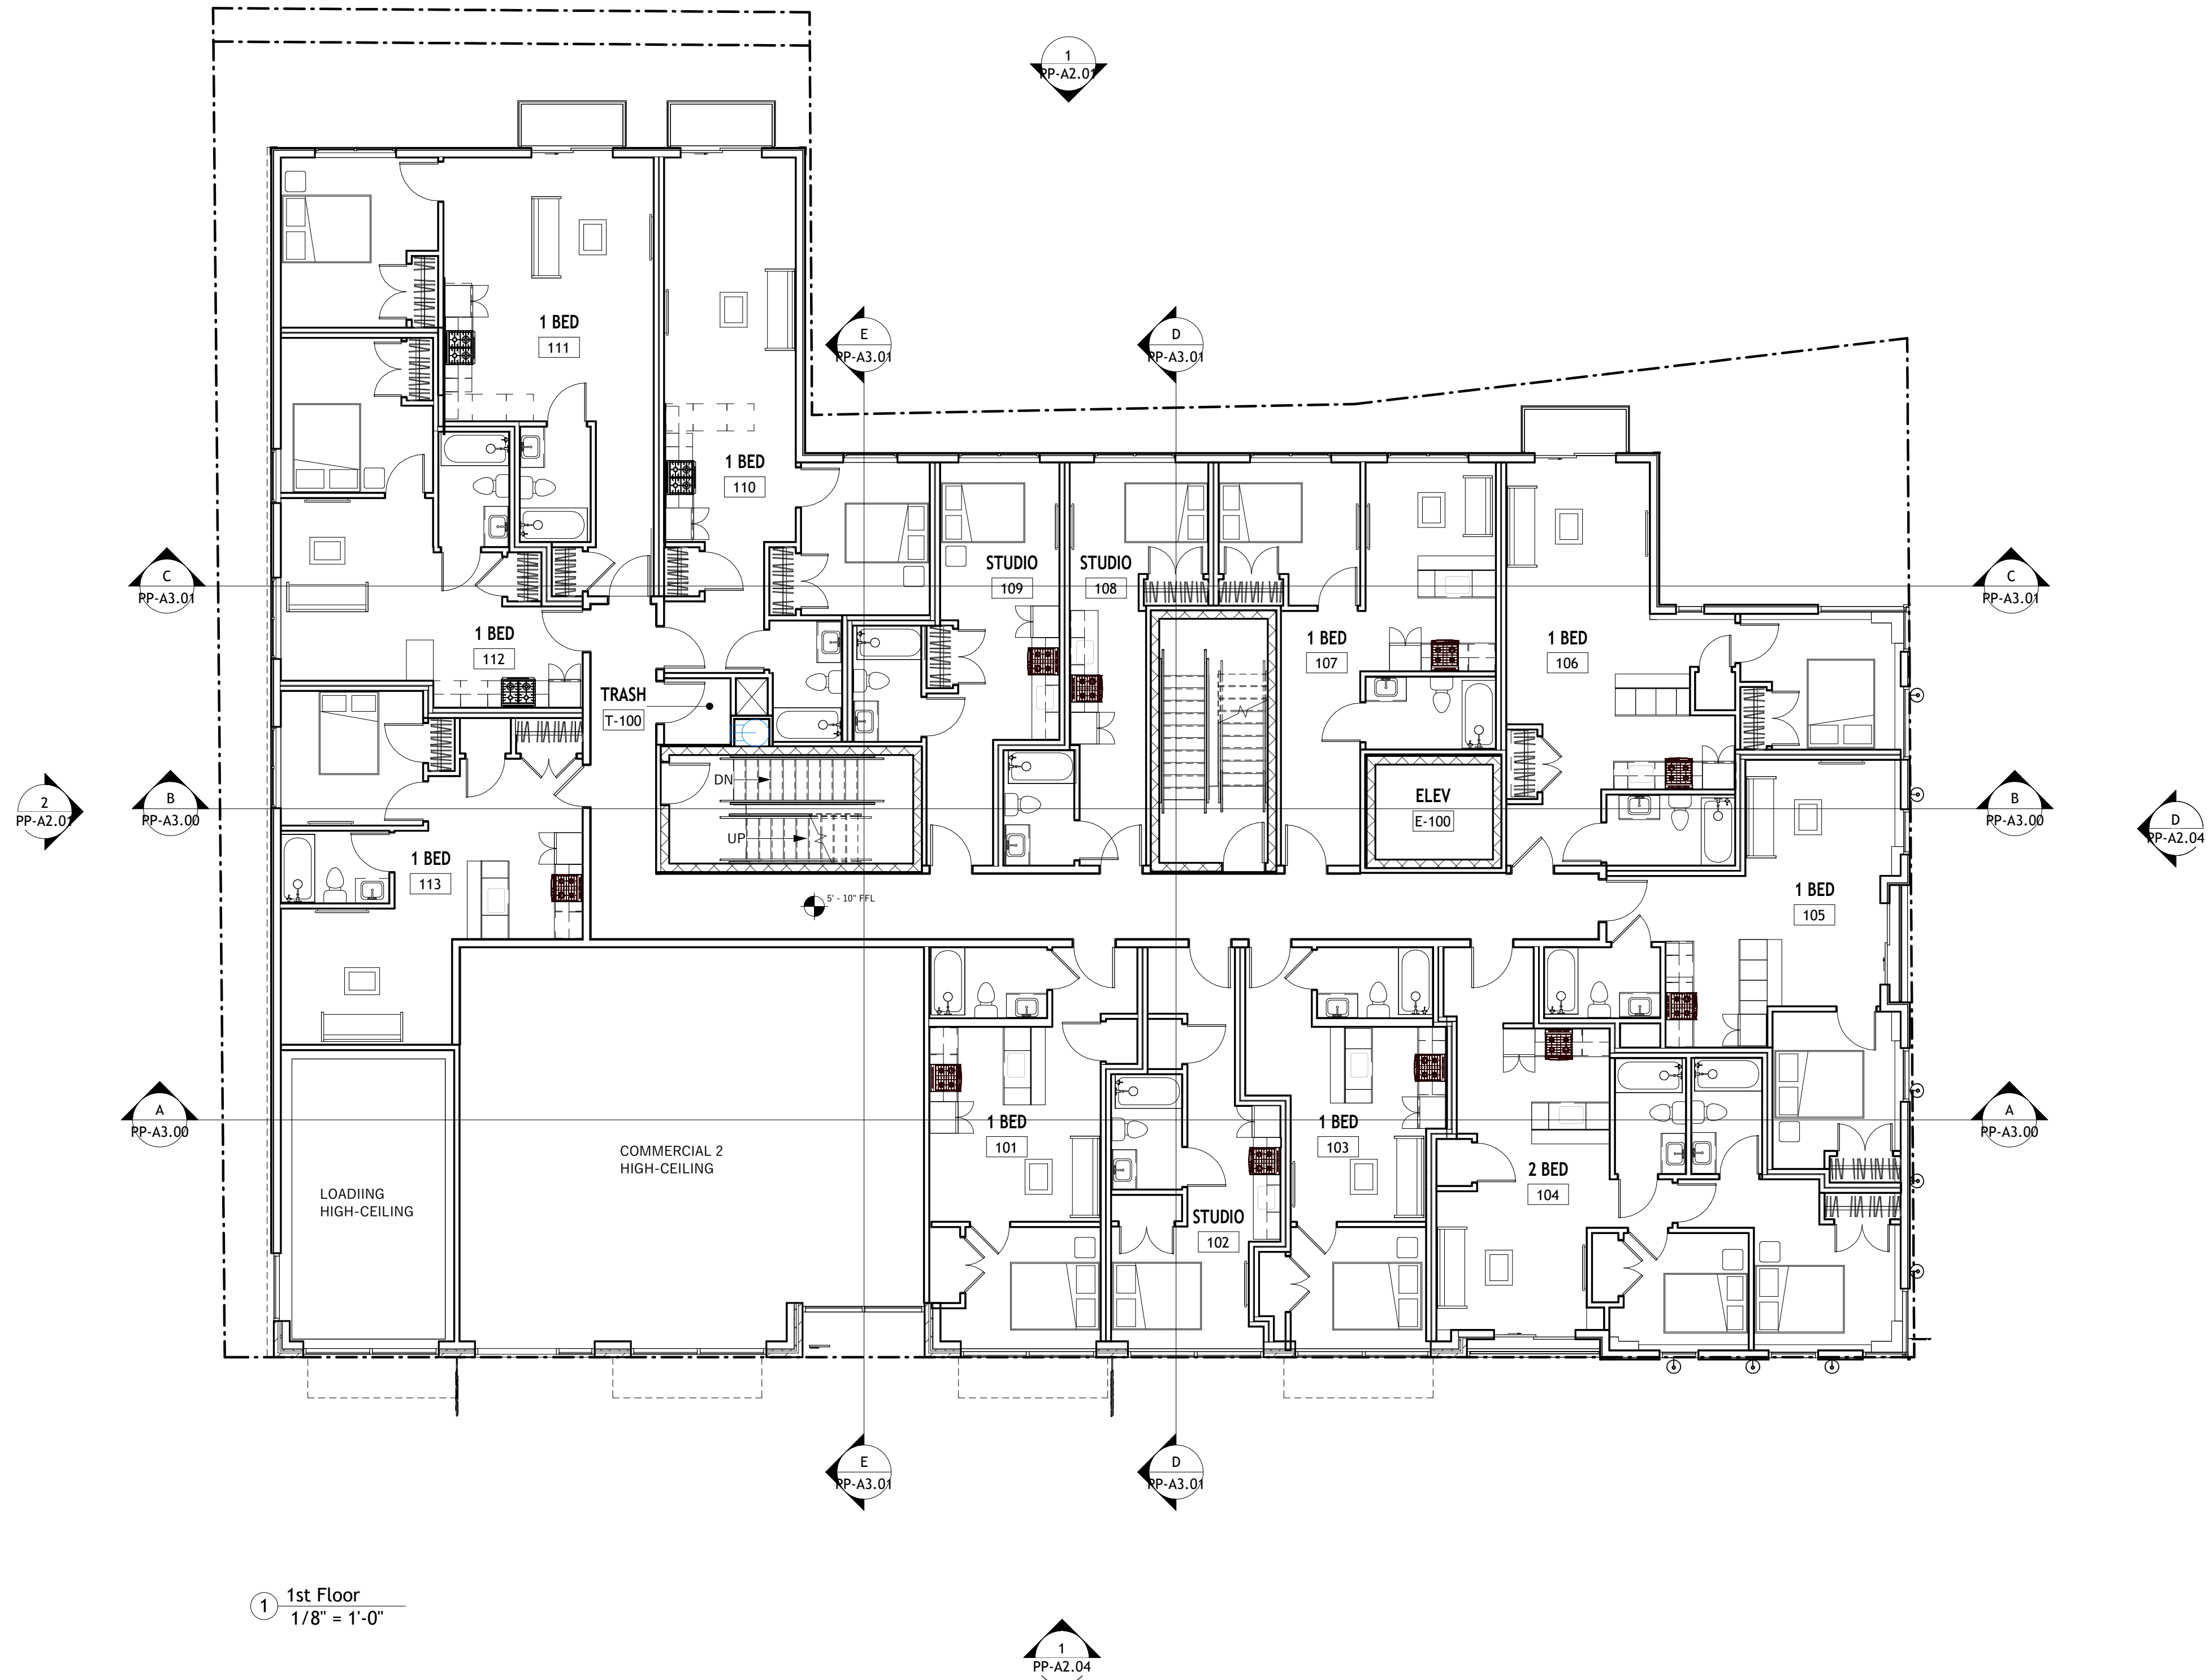 1
PP-A2.01
1 BED
111
E
PP-A3.01
D
PP-A3.01
1 BED
110
STUDIO
109
STUDIO
108
C
PP-A3.01
C
PP-A3.01
1 BED
112
1 BED
107
1 BED
106
TRASH
T-100
DN
UP
ELEV
E-100
2
PP-A2.01
B
PP-A3.00
B
PP-A3.00
D
PP-A2.04
1 BED
113
5' - 10" FFL
1 BED
105
A
PP-A3.00
A
PP-A3.00
1 BED
101
1 BED
103
COMMERCIAL 2
HIGH-CEILING
2 BED
104
LOADIING
HIGH-CEILING
STUDIO
102
E
PP-A3.01
D
PP-A3.01
1
1st Floor
1/8" = 1'-0"
1
PP-A2.04